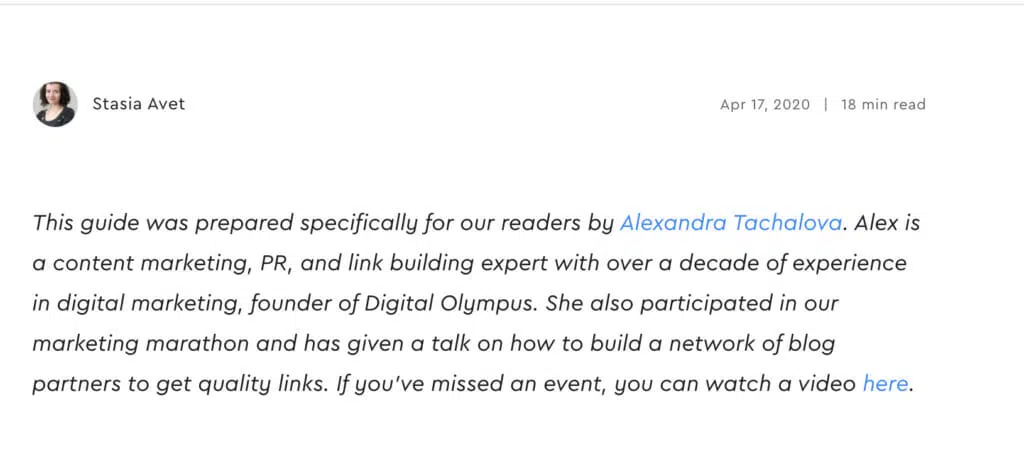 Stasia Avet
Apr 17, 2020 | 18 min read
This guide was prepared specifically for our readers by Alexandra Tachalova. Alex is
a content marketing, PR, and link building expert with over a decade of experience
in digital marketing, founder of Digital Olympus. She also participated in our
marketing marathon and has given a talk on how to build a network of blog
partners to get quality links. If you've missed an event, you can watch a video here.